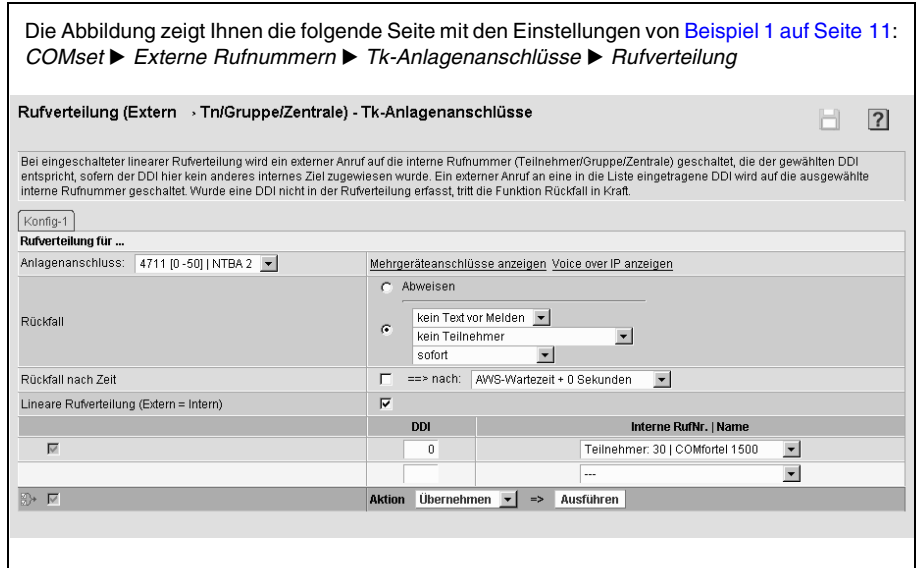 Die Abbildung zeigt Ihnen die folgende Seite mit den Einstellungen von Beispiel 1 auf Seite 11:
COMset ► Externe Rufnummern ► Tk-Anlagenanschlüsse ► Rufverteilung
Rufverteilung (Extern → Tn/Gruppe/Zentrale) - Tk-Anlagenanschlüsse
?
Bei eingeschalteter linearer Rufverteilung wird ein externer Anruf auf die interne Rufnummer (Teilnehmer/Gruppe/Zentrale) geschaltet, die der gewählten DDI
entspricht, sofern der DDI hier kein anderes internes Ziel zugewiesen wurde. Ein externer Anruf an eine in die Liste eingetragene DDI wird auf die ausgewählte
interne Rufnummer geschaltet. Wurde eine DDI nicht in der Rufverteilung erfasst, tritt die Funktion Rückfall in Kraft.
Konfig-1
Rufverteilung für ...
Anlagenanschluss: 4711 [0 -50] | NTBA 2 Mehrgeräteanschlüsse anzeigen Voice over IP anzeigen
Abweisen
Rückfall
kein Text vor Melden
kein Teilnehmer
sofort
Rückfall nach Zeit ==> nach: AWS-Wartezeit + 0 Sekunden
Lineare Rufverteilung (Extern = Intern)
DDI Interne RufNr. | Name
0 Teilnehmer: 30 | COMfortel 1500
---
Aktion Übernehmen => Ausführen